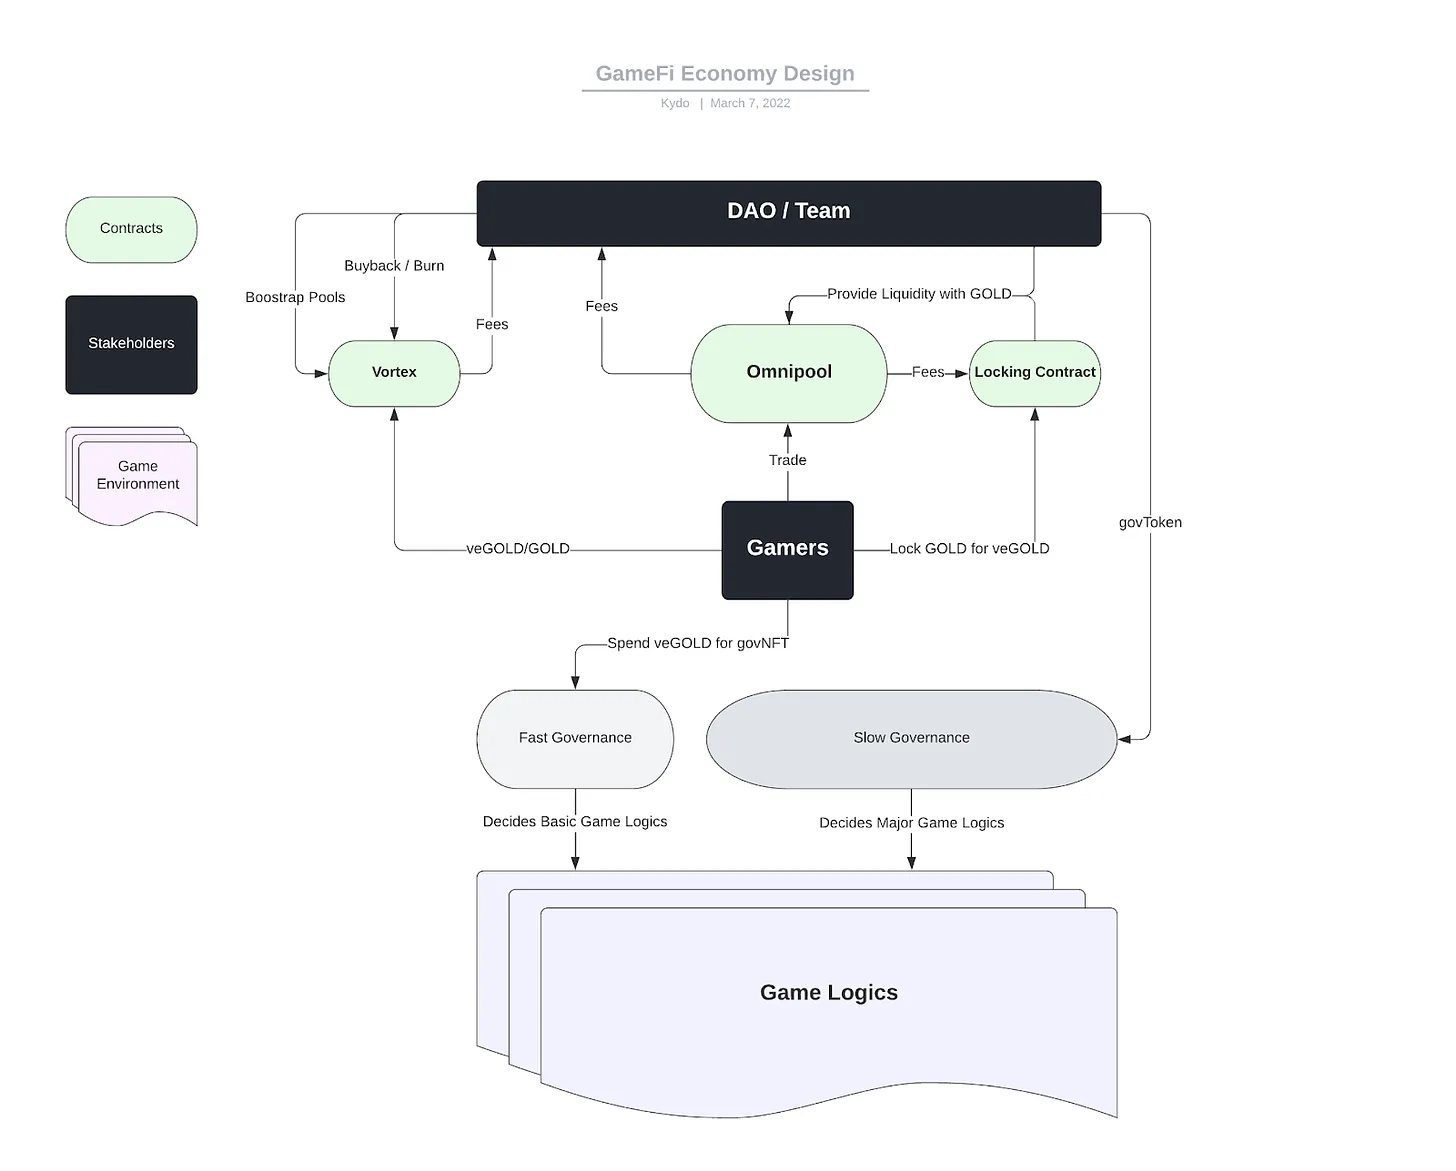 GameFi Economy Design
Kydo | March 7, 2022
DAO / Team
Contracts
Buyback / Burn
Boostrap Pools
Fees
Fees
Provide Liquidity with GOLD
Stakeholders
Vortex
Omnipool
Fees
Locking Contract
Trade
Game
Environment
govToken
veGOLD/GOLD
Gamers
Lock GOLD for veGOLD
Spend veGOLD for govNFT
Fast Governance
Slow Governance
Decides Basic Game Logics
Decides Major Game Logics
Game Logics